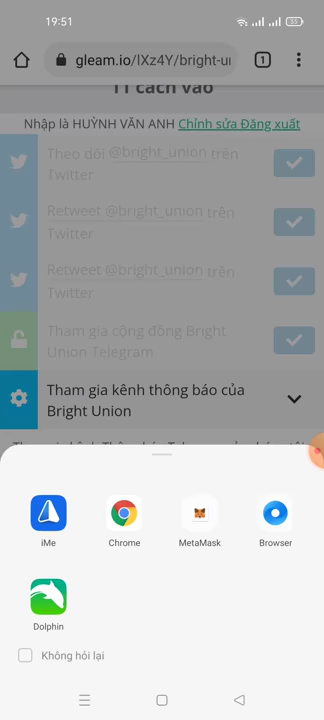 19:51
55
gleam.io/IXz4Y/bright-u
1
11 cách vào
Nhập là HUỲNH VĂN ANH Chỉnh sửa Đăng xuất
Theo dõi @bright_union trên
Twitter
Retweet @bright_union trên
Twitter
Retweet @bright_union trên
Twitter
Tham gia cộng đồng Bright
Union Telegram
Tham gia kênh thông báo của
Bright Union
iMe
Chrome
MetaMask
Browser
Dolphin
Không hỏi lại